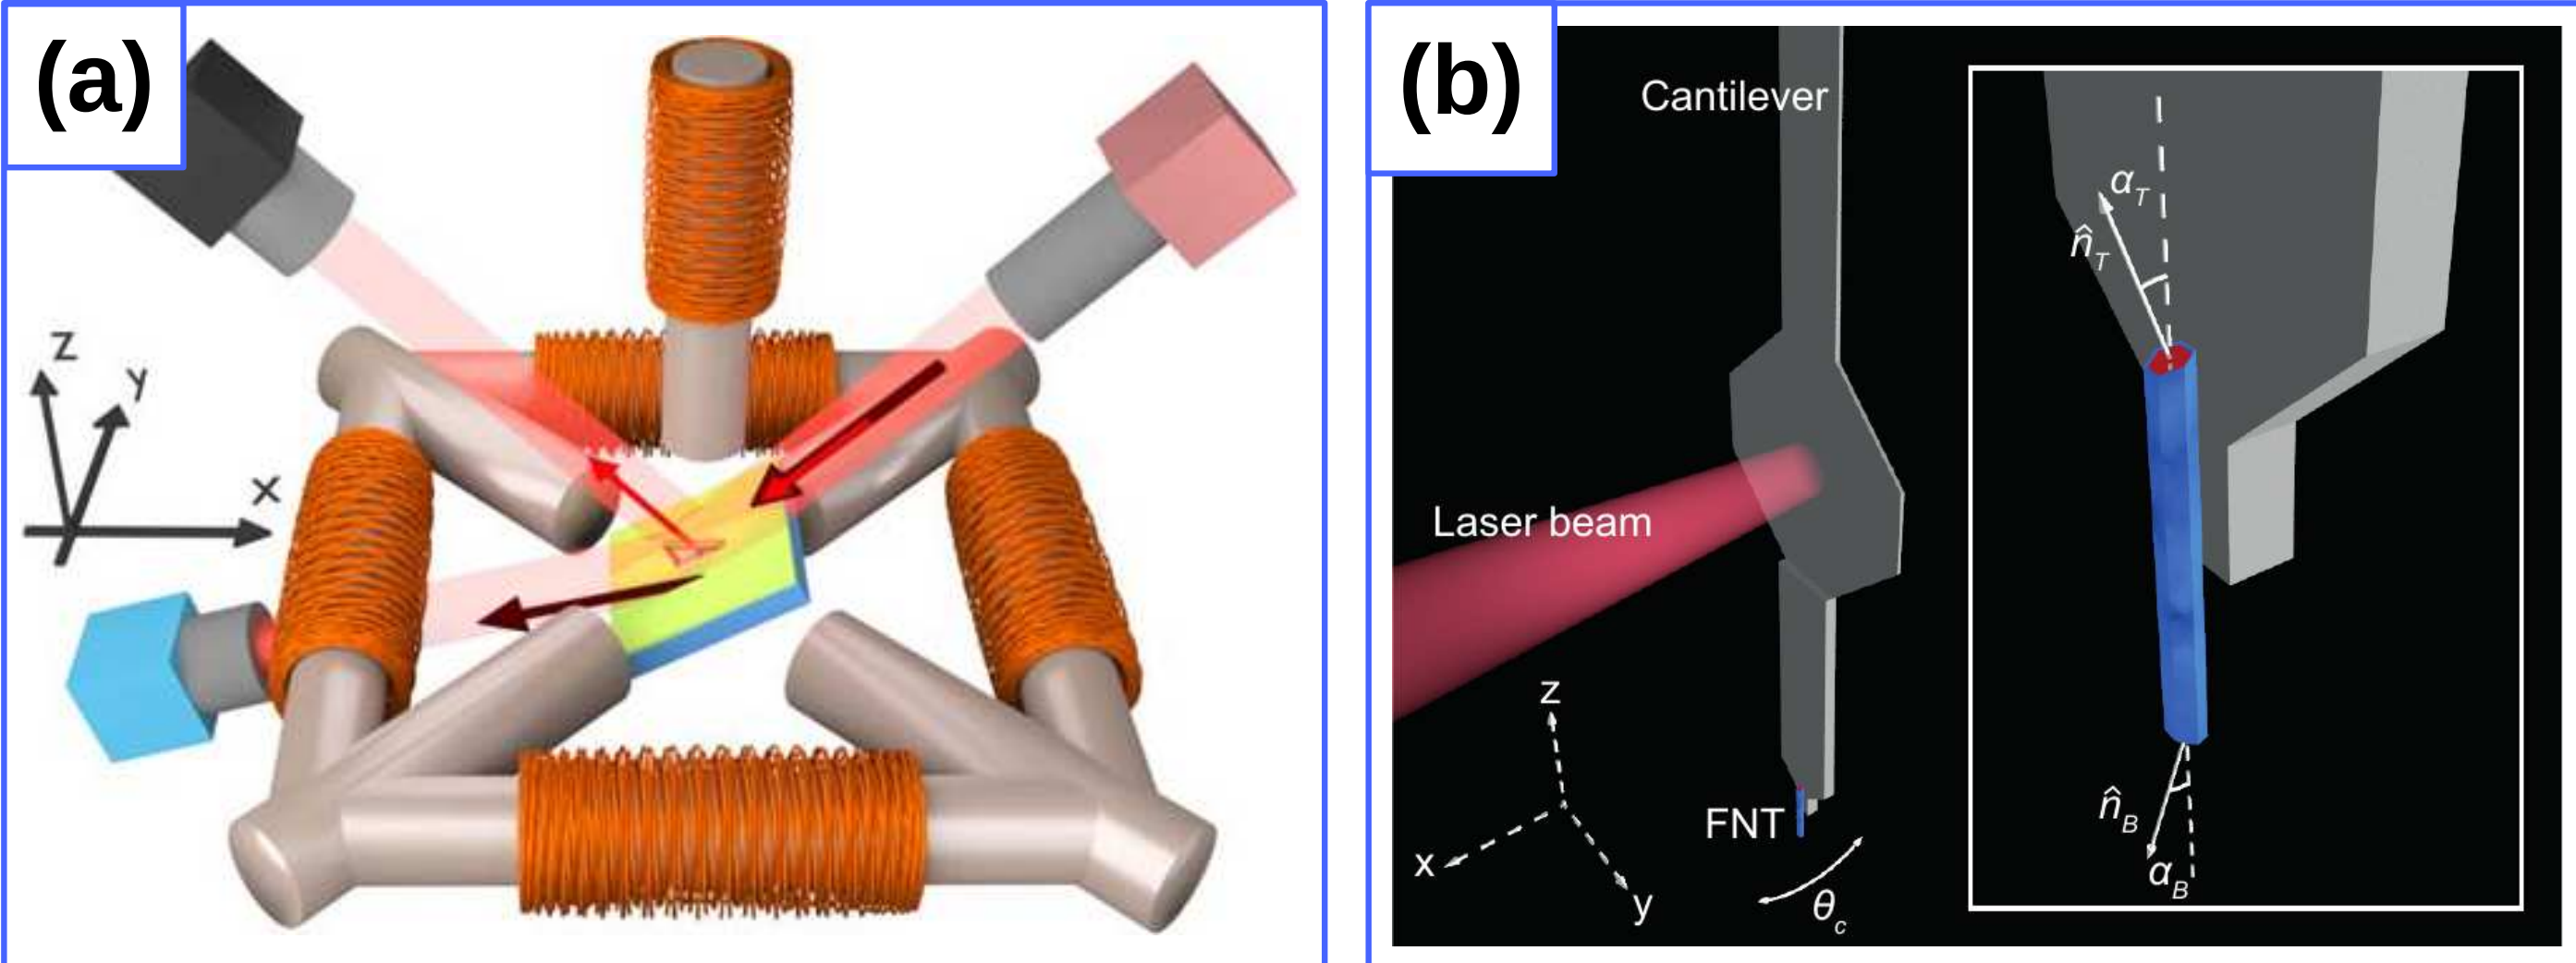 (a)
z
y
x
(b)
Cantilever
Laser beam
z
x
y
FNT
θc
αT
n̂T
n̂B
αB